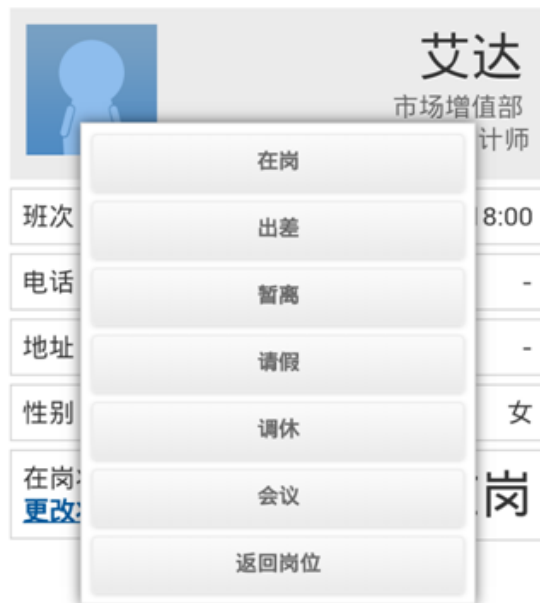 艾达
市场增值部
计师
在岗
班次
8:00
出差
电话
-
暂离
地址
-
请假
性别
女
调休
在岗
更改
岗
会议
返回岗位